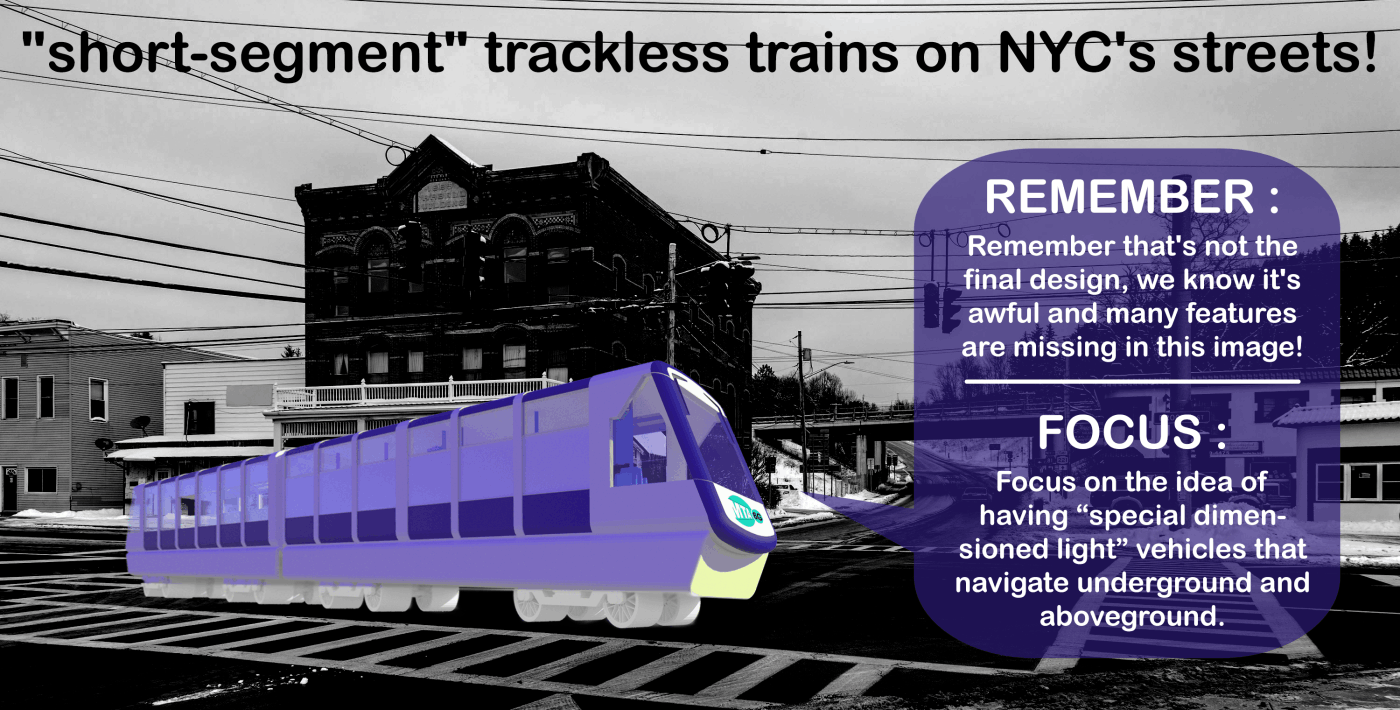 "short-segment" trackless trains on NYC's streets!
REMEMBER :
Remember that's not the
final design, we know it's
awful and many features
are missing in this image!
FOCUS :
Focus on the idea of
having “special dimen-
sioned light” vehicles that
navigate underground and
aboveground.
MTA